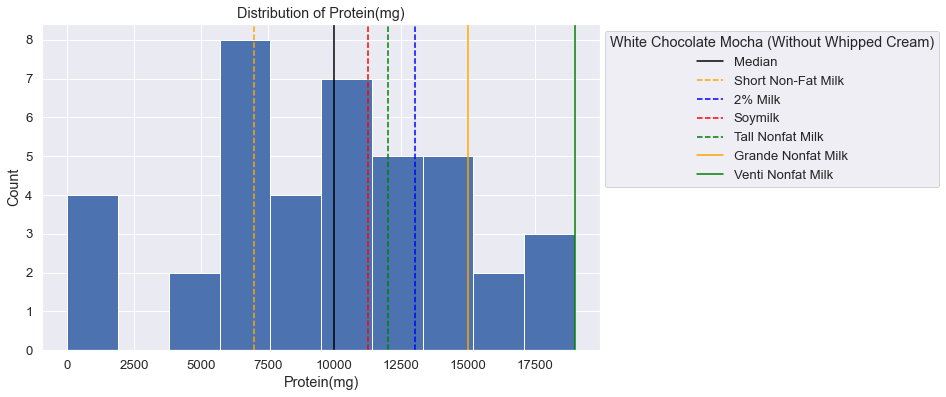 Distribution of Protein(mg)
8
7
6
5
4
3
2
1
0
Count
0 2500 5000 7500 10000 12500 15000 17500
Protein(mg)
White Chocolate Mocha (Without Whipped Cream)
Median
Short Non-Fat Milk
2% Milk
Soymilk
Tall Nonfat Milk
Grande Nonfat Milk
Venti Nonfat Milk